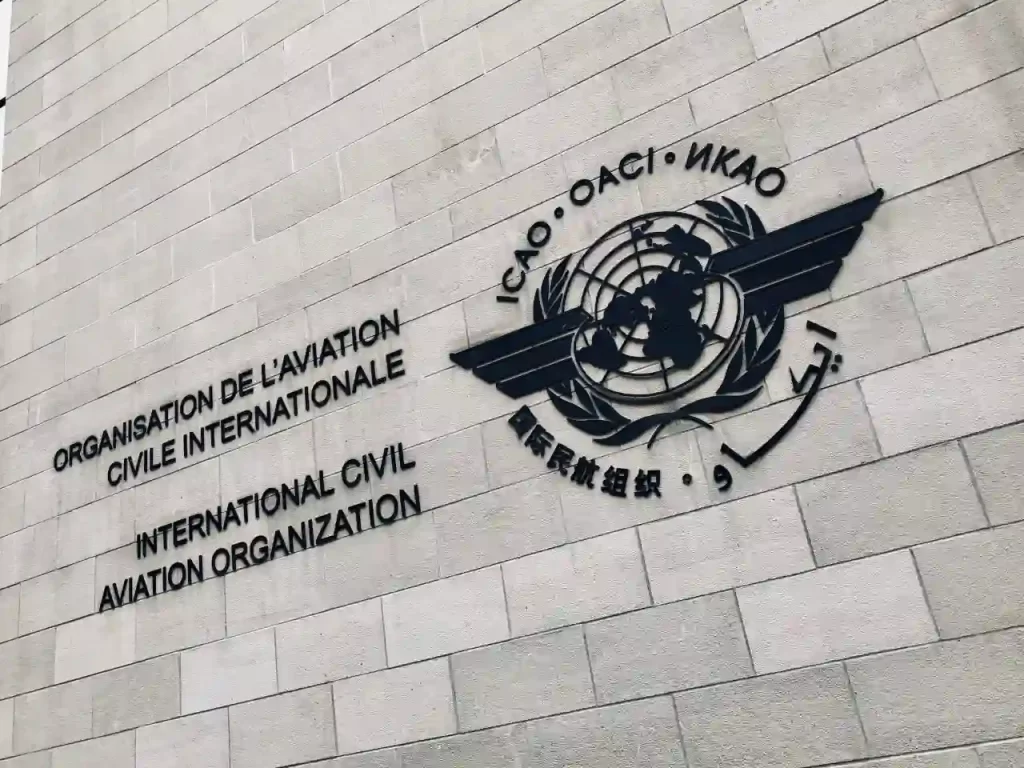 ORGANISATION DE L'AVIATION
CIVILE INTERNATIONALE
INTERNATIONAL CIVIL
AVIATION ORGANIZATION
ICAO • OACI • ИКАО
国际民航组织 • ايكاو